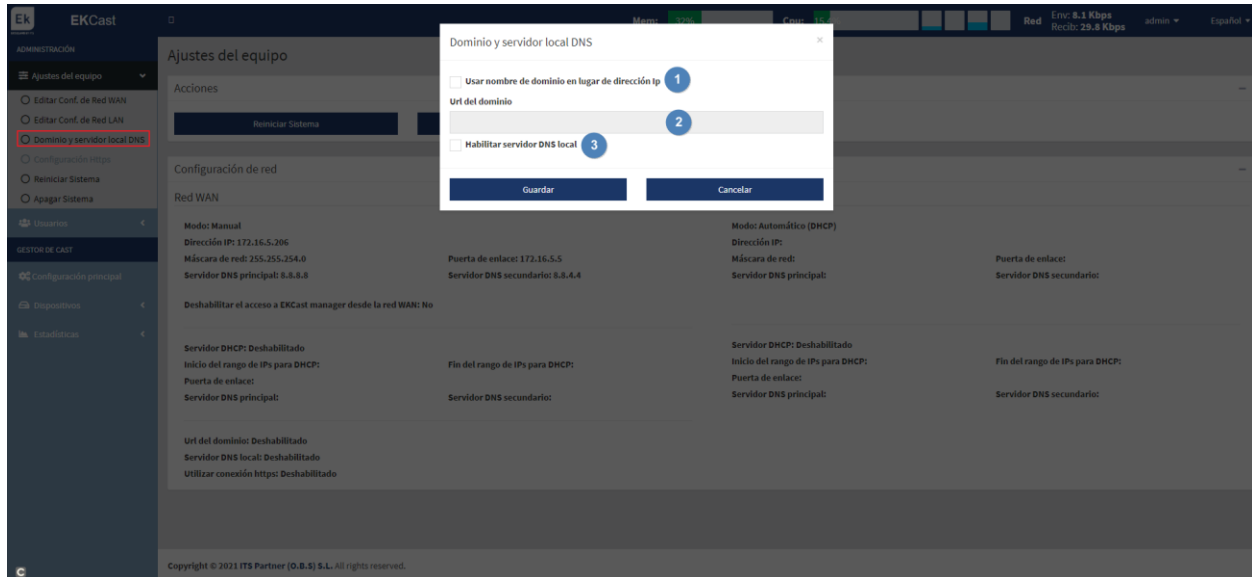 Ek EKCast Mem: 32% Cpu: 15.4 Red Env: 8.1 Kbps admin Español
Recib: 29.8 Kbps
ADMINISTRACIÓN
Ajustes del equipo
Editar Conf. de Red WAN
Editar Conf. de Red LAN
Dominio y servidor local DNS
Configuración Https
Reiniciar Sistema
Apagar Sistema
Usuarios
GESTOR DE CAST
Configuración principal
Dispositivos
Estadísticas
Ajustes del equipo
Acciones
Reiniciar Sistema
Dominio y servidor local DNS ×
Usar nombre de dominio en lugar de dirección Ip 1
Url del dominio
2
Habilitar servidor DNS local 3
Guardar Cancelar
Configuración de red
Red WAN
Modo: Manual Modo: Automático (DHCP)
Dirección IP: 172.16.5.206 Dirección IP:
Máscara de red: 255.255.254.0 Puerta de enlace: 172.16.5.5 Máscara de red: Puerta de enlace:
Servidor DNS principal: 8.8.8.8 Servidor DNS secundario: 8.8.4.4 Servidor DNS principal: Servidor DNS secundario:
Deshabilitar el acceso a EKCast manager desde la red WAN: No
Servidor DHCP: Deshabilitado Servidor DHCP: Deshabilitado
Inicio del rango de IPs para DHCP: Fin del rango de IPs para DHCP: Inicio del rango de IPs para DHCP: Fin del rango de IPs para DHCP:
Puerta de enlace: Puerta de enlace:
Servidor DNS principal: Servidor DNS secundario: Servidor DNS principal: Servidor DNS secundario:
Url del dominio: Deshabilitado
Servidor DNS local: Deshabilitado
Utilizar conexión https: Deshabilitado
Copyright © 2021 ITS Partner (O.B.S) S.L. All rights reserved.